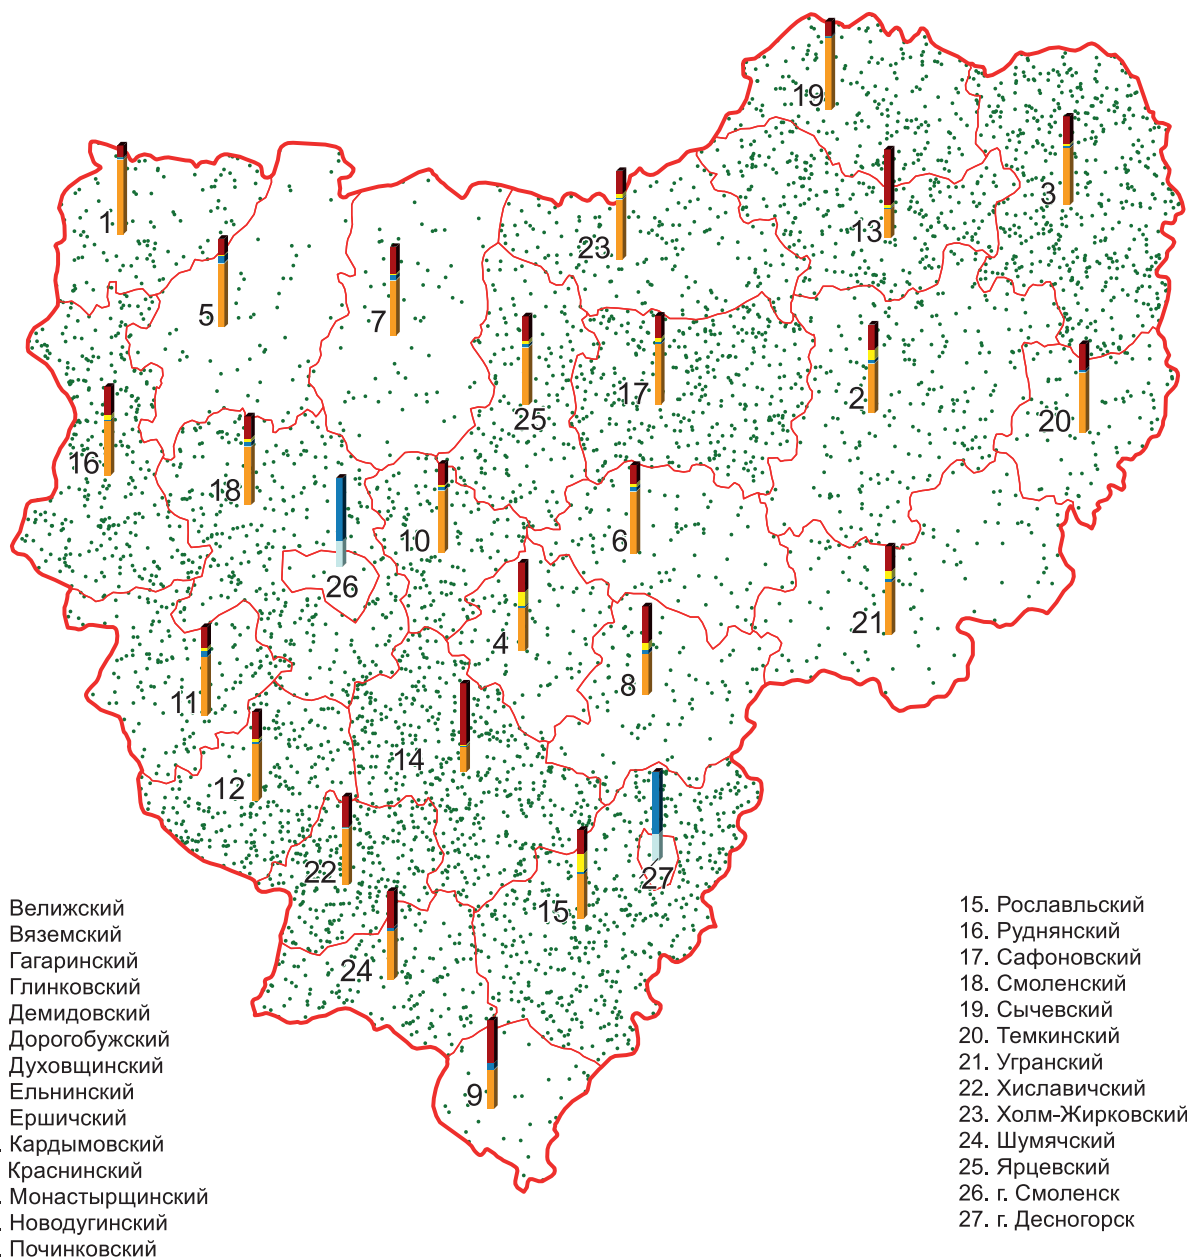 19
3
1
13
23
5
7
2
25
17
20
16
18
10
6
26
21
4
8
11
14
12
22
27
15
24
9
Велижский
Вяземский
Гагаринский
Глинковский
Демидовский
Дорогобужский
Духовщинский
Ельнинский
Ершичский
. Кардымовский
Краснинский
. Монастырщинский
. Новодугинский
. Починковский
15. Рославльский
16. Руднянский
17. Сафоновский
18. Смоленский
19. Сычевский
20. Темкинский
21. Угранский
22. Хиславичский
23. Холм-Жирковский
24. Шумячский
25. Ярцевский
26. г. Смоленск
27. г. Десногорск